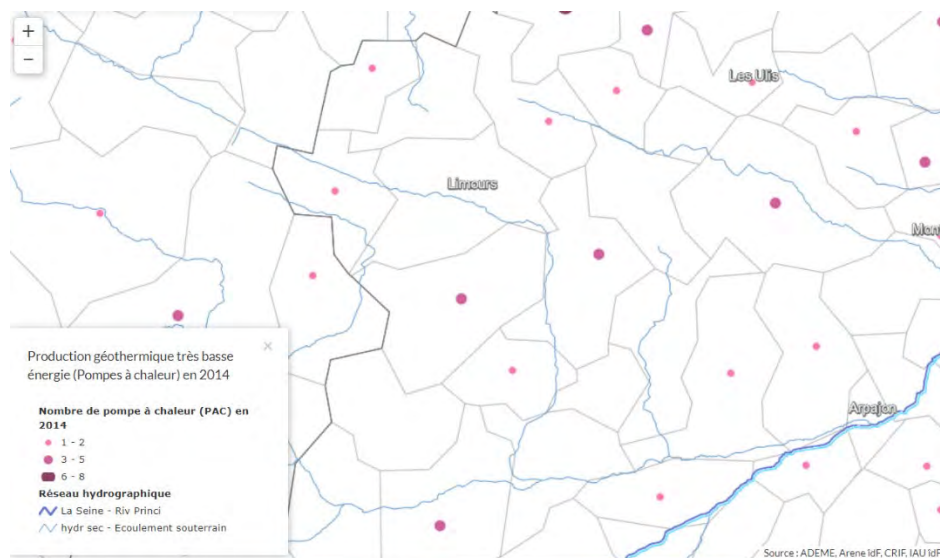 +
−
Les Ulis
Limours
Arpajon
Production géothermique très basse
énergie (Pompes à chaleur) en 2014
×
Nombre de pompe à chaleur (PAC) en
2014
1 - 2
3 - 5
6 - 8
Réseau hydrographique
La Seine - Riv Princi
hydr sec - Ecoulement souterrain
Source : ADEME, Arene idF, CRIF, IAU idF